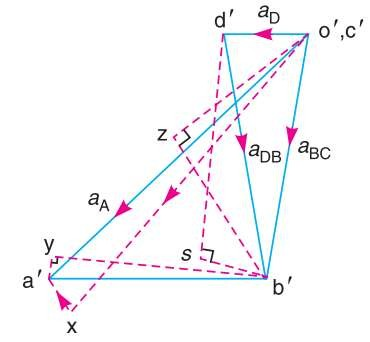 d′ a_D o′,c′
z a_DB a_BC
a_A
y s
a′ b′
x